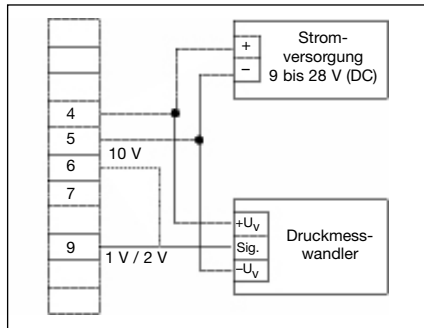 Strom-
versorgung
9 bis 28 V (DC)
+
–
4
5
10 V
6
7
9
1 V / 2 V
+Uv
Sig.
–Uv
Druckmess-
wandler